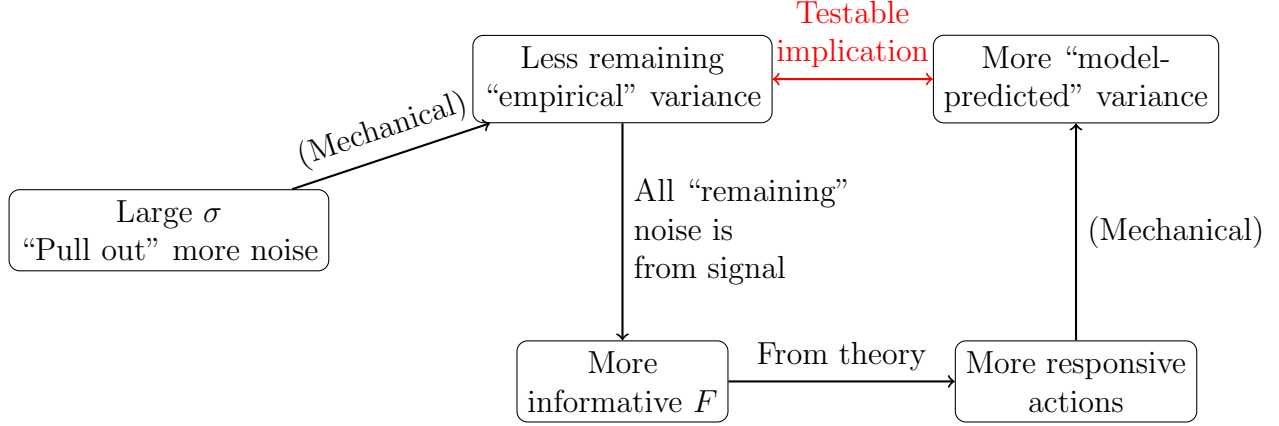 Testable
implication
Less remaining
“empirical” variance
More “model-
predicted” variance
(Mechanical)
Large σ
“Pull out” more noise
All “remaining”
noise is
from signal
(Mechanical)
More
informative F
From theory
More responsive
actions